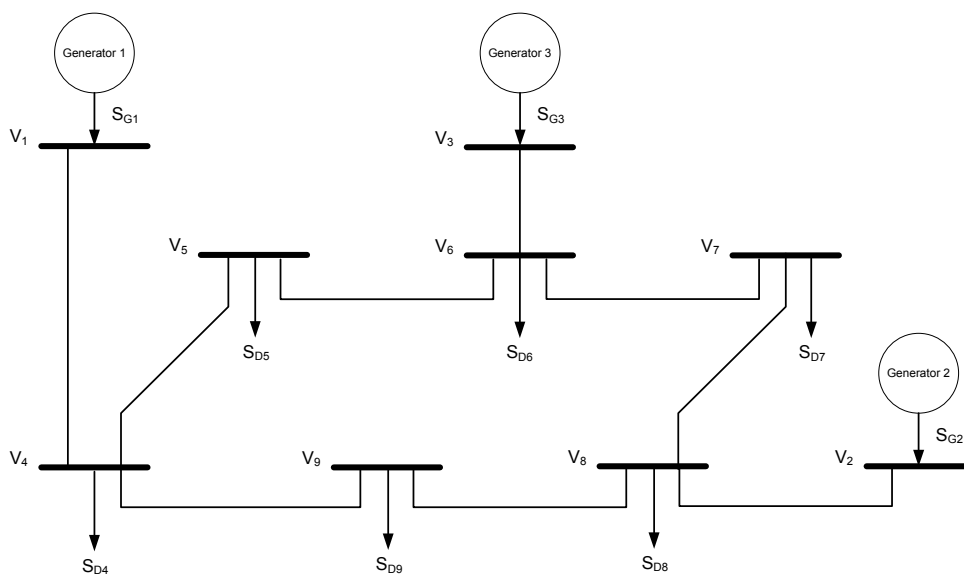 Generator 1
Generator 3
S_G1
S_G3
V_1
V_3
V_5
V_6
V_7
S_D5
S_D6
S_D7
Generator 2
S_G2
V_4
V_9
V_8
V_2
S_D4
S_D9
S_D8